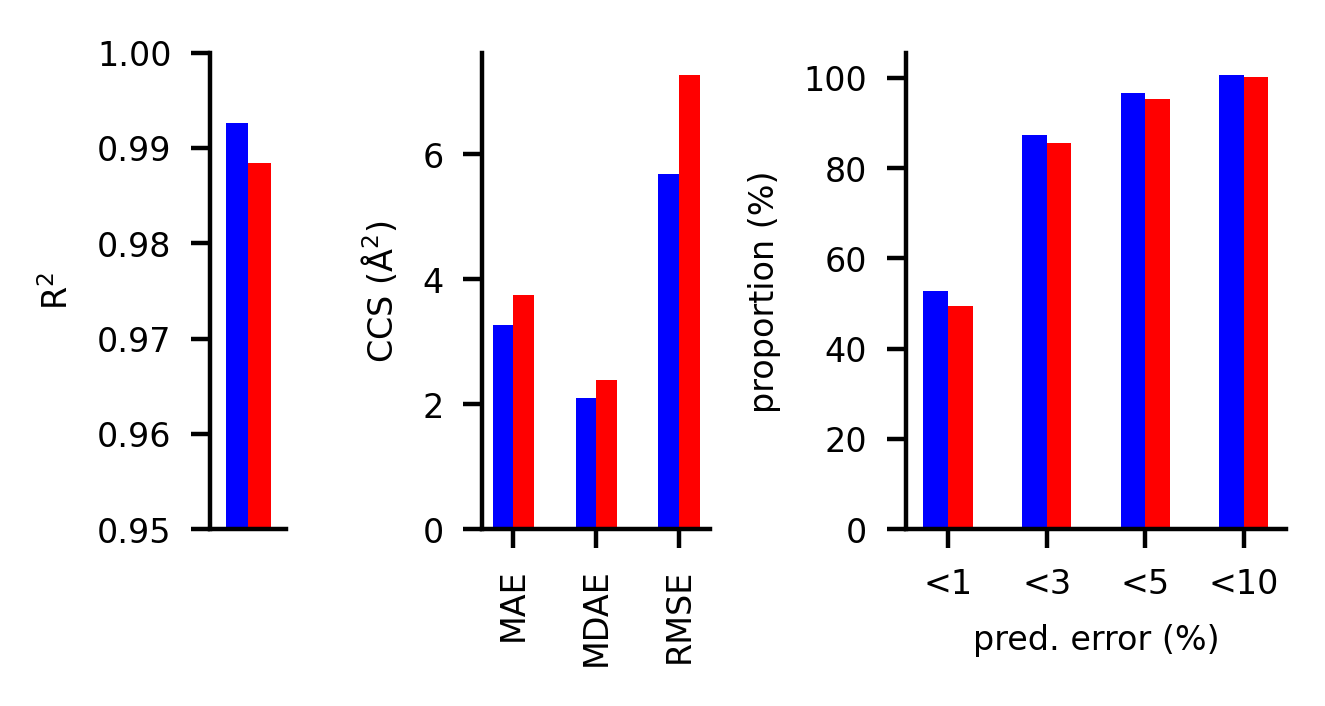 R²
1.00
0.99
0.98
0.97
0.96
0.95
CCS (Å²)
6
4
2
0
MAE
MDAE
RMSE
proportion (%)
100
80
60
40
20
0
<1 <3 <5 <10
pred. error (%)